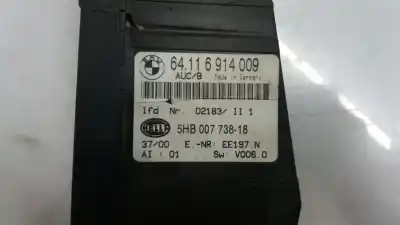 BMW
64.11 6 914 009
AUC/B Made in Germany
lfd Nr. 02183/ II 1
HELLA
5HB 007 738-18
37/00 E.-NR: EE197 N
AI : 01 Sw: V006.0